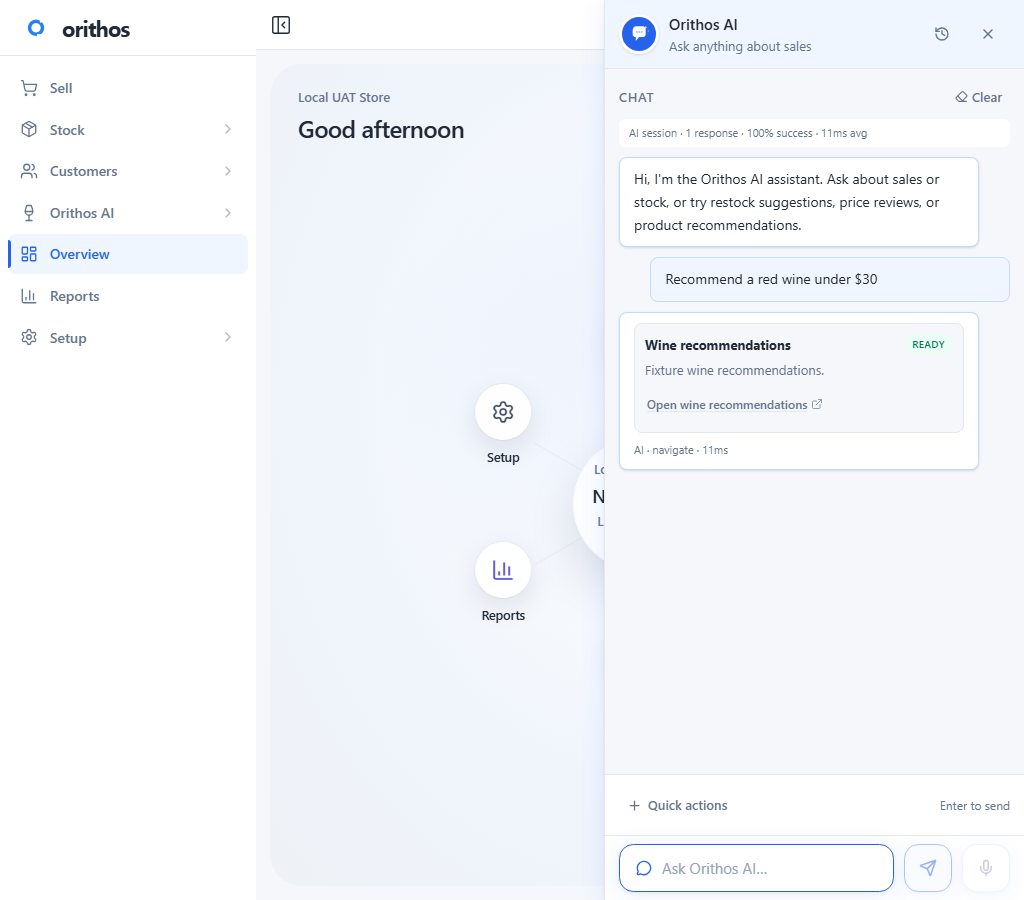 orithos
Sell
Stock
Customers
Orithos AI
Overview
Reports
Setup
Local UAT Store
Good afternoon
Setup
Reports
Orithos AI
Ask anything about sales
CHAT
Clear
AI session · 1 response · 100% success · 11ms avg
Hi, I'm the Orithos AI assistant. Ask about sales or
stock, or try restock suggestions, price reviews, or
product recommendations.
Recommend a red wine under $30
Wine recommendations
READY
Fixture wine recommendations.
Open wine recommendations
AI · navigate · 11ms
Quick actions
Enter to send
Ask Orithos AI...